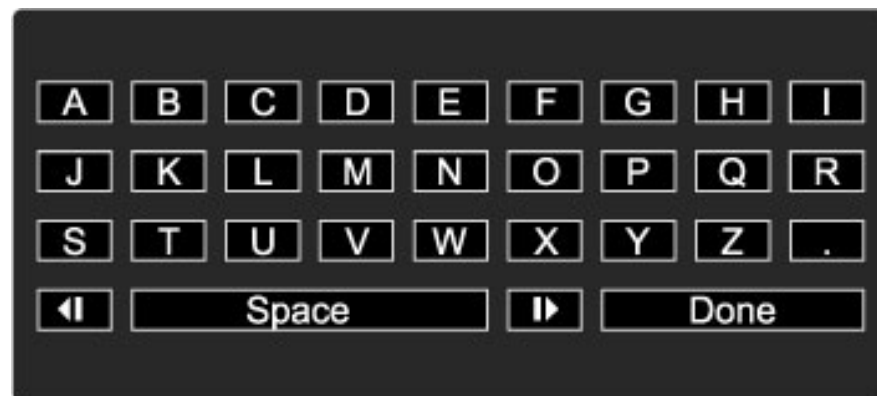 A B C D E F G H I
J K L M N O P Q R
S T U V W X Y Z .
Space Done